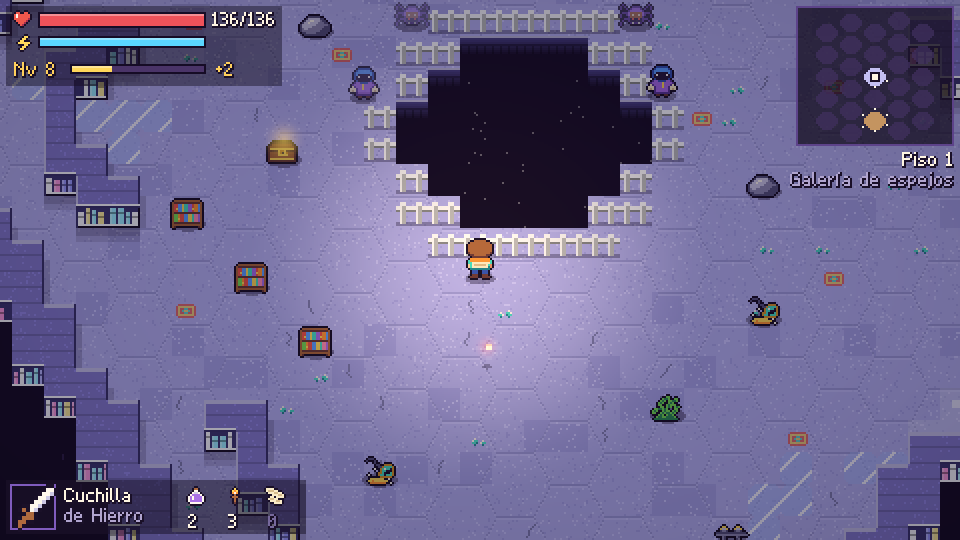 136/136
Nv 8 +2
Piso 1
Galería de espejos
Cuchilla
de Hierro
2 3 0